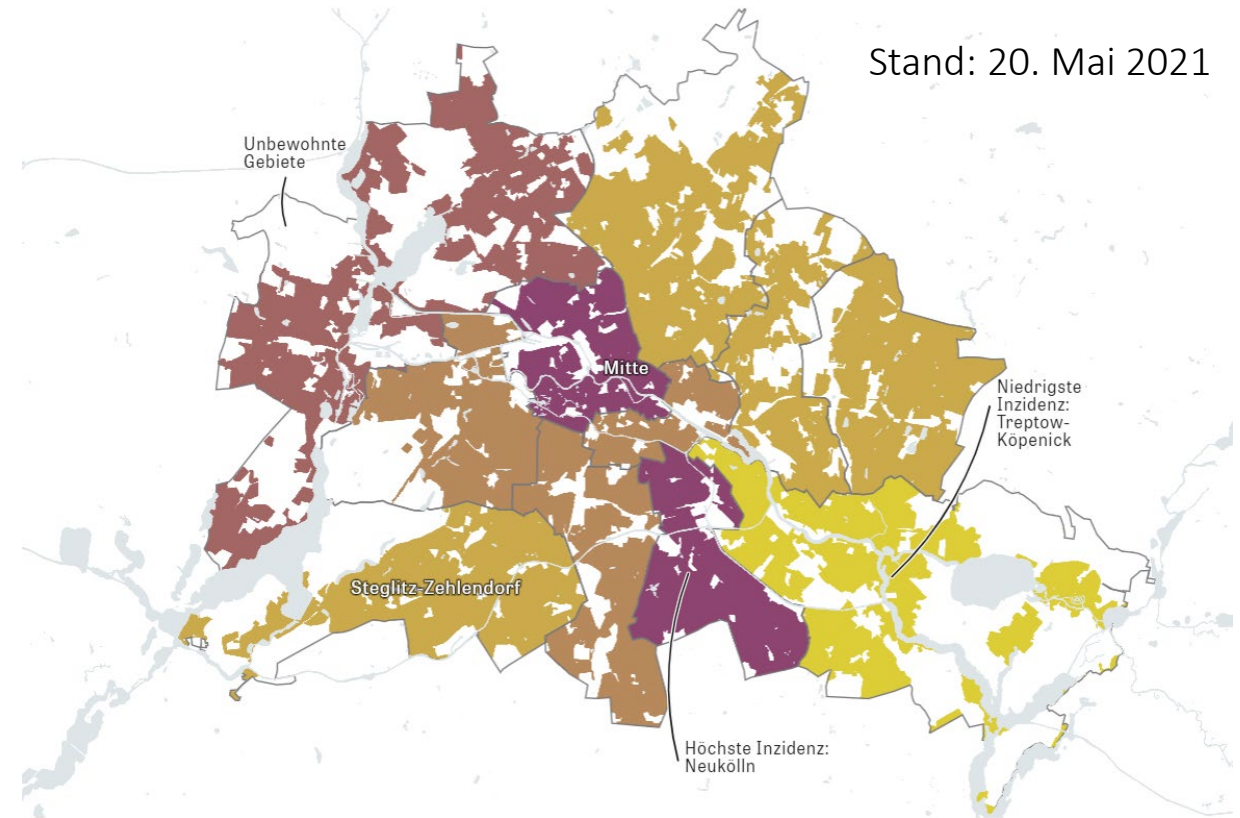 Stand: 20. Mai 2021
Unbewohnte
Gebiete
Mitte
Niedrigste
Inzidenz:
Treptow-
Köpenick
Steglitz-Zehlendorf
Höchste Inzidenz:
Neukölln